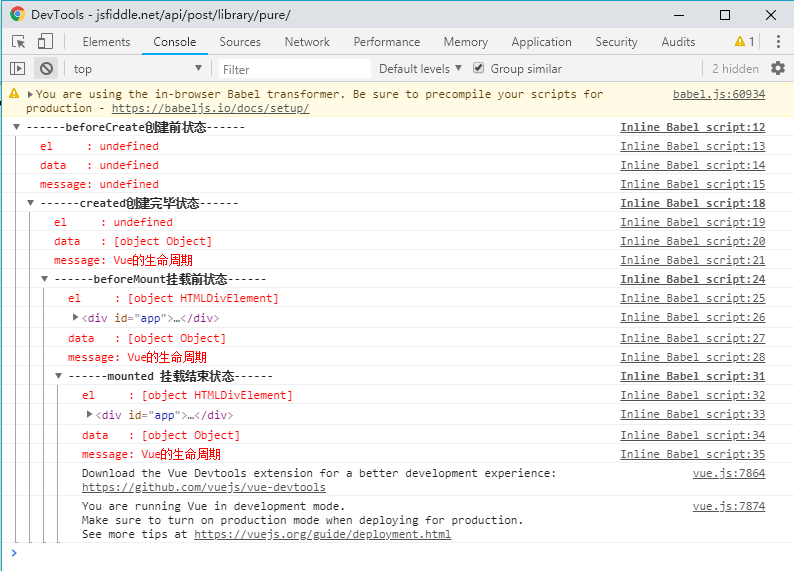 DevTools - jsfiddle.net/api/post/library/pure/
Elements Console Sources Network Performance Memory Application Security Audits 1
top Filter Default levels Group similar 2 hidden
You are using the in-browser Babel transformer. Be sure to precompile your scripts for babel.js:60934
production - https://babeljs.io/docs/setup/
------beforeCreate创建前状态------ Inline Babel script:12
el : undefined Inline Babel script:13
data : undefined Inline Babel script:14
message: undefined Inline Babel script:15
------created创建完毕状态------ Inline Babel script:18
el : undefined Inline Babel script:19
data : [object Object] Inline Babel script:20
message: Vue的生命周期 Inline Babel script:21
------beforeMount挂载前状态------ Inline Babel script:24
el : [object HTMLDivElement] Inline Babel script:25
<div id="app">…</div> Inline Babel script:26
data : [object Object] Inline Babel script:27
message: Vue的生命周期 Inline Babel script:28
------mounted 挂载结束状态------ Inline Babel script:31
el : [object HTMLDivElement] Inline Babel script:32
<div id="app">…</div> Inline Babel script:33
data : [object Object] Inline Babel script:34
message: Vue的生命周期 Inline Babel script:35
Download the Vue Devtools extension for a better development experience: vue.js:7864
https://github.com/vuejs/vue-devtools
You are running Vue in development mode. vue.js:7874
Make sure to turn on production mode when deploying for production.
See more tips at https://vuejs.org/guide/deployment.html